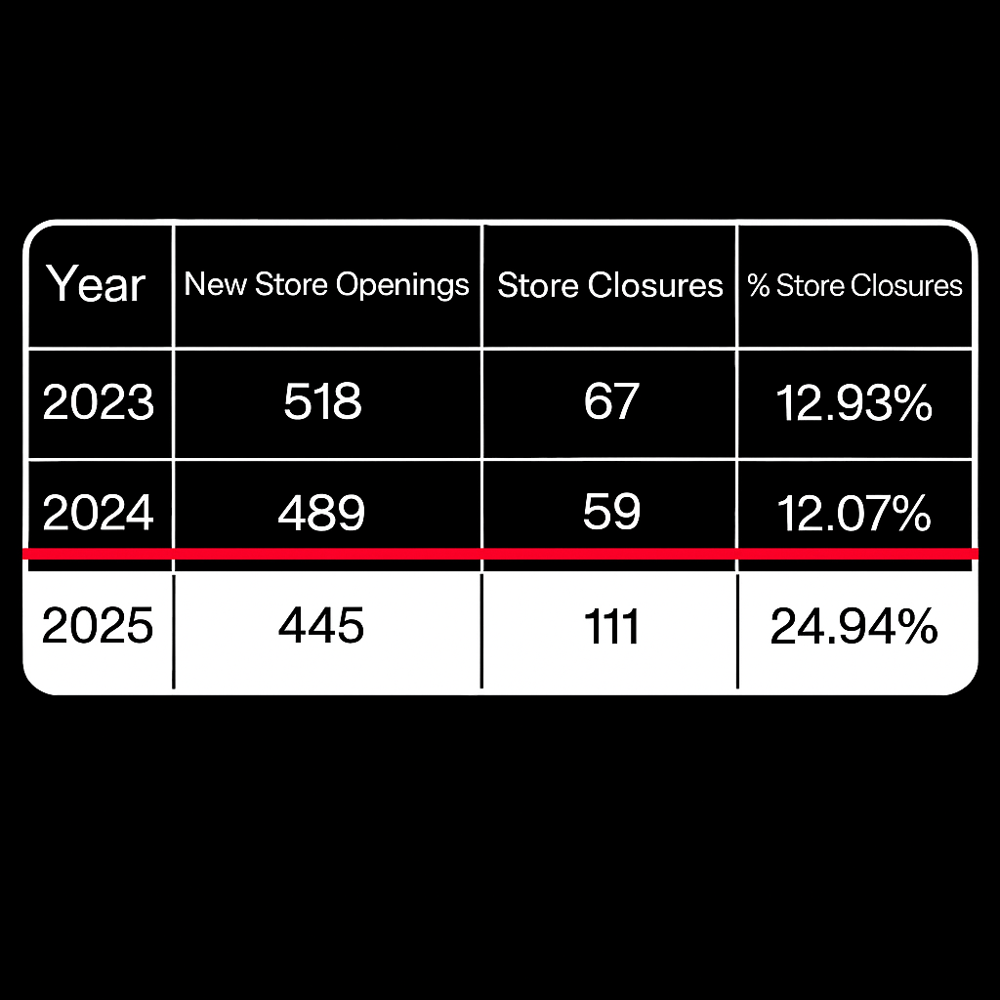 Year New Store Openings Store Closures % Store Closures
2023 518 67 12.93%
2024 489 59 12.07%
2025 445 111 24.94%